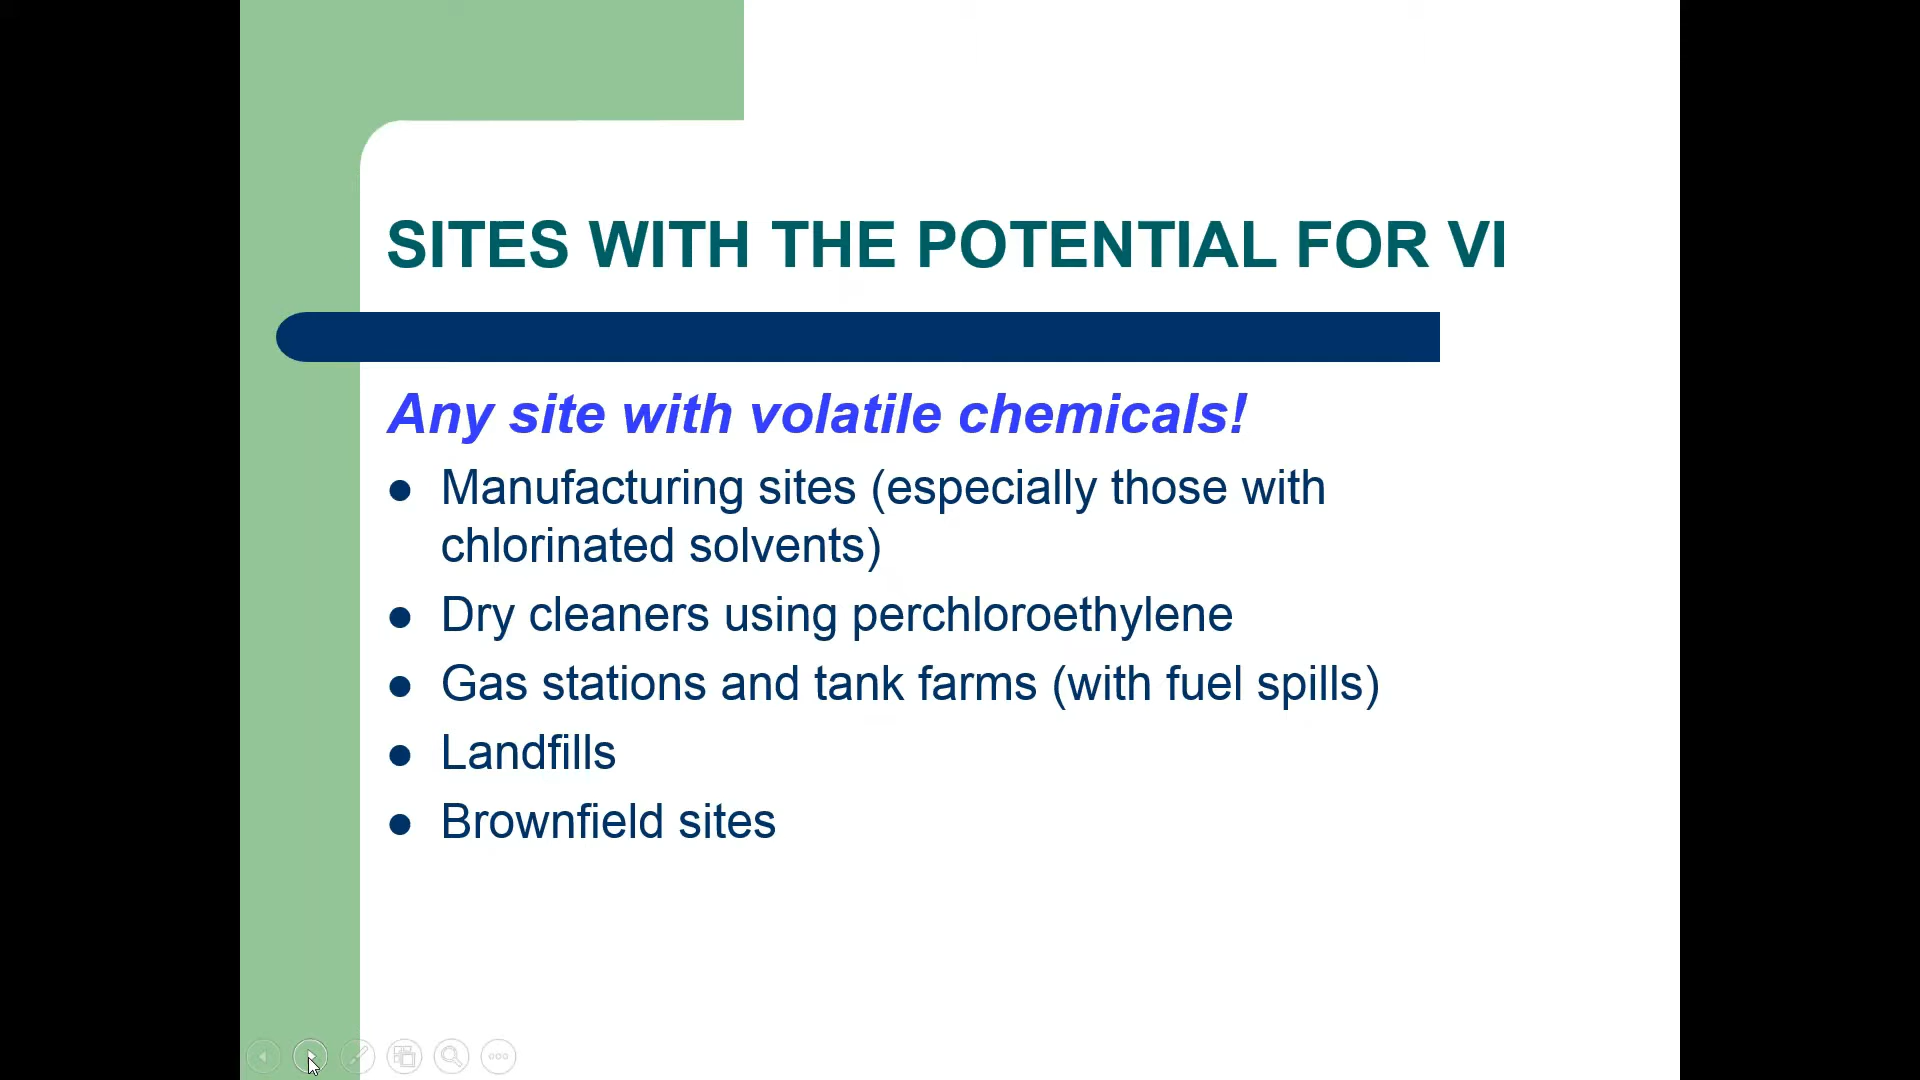 SITES WITH THE POTENTIAL FOR VI
Any site with volatile chemicals!
● Manufacturing sites (especially those with
chlorinated solvents)
● Dry cleaners using perchloroethylene
● Gas stations and tank farms (with fuel spills)
● Landfills
● Brownfield sites